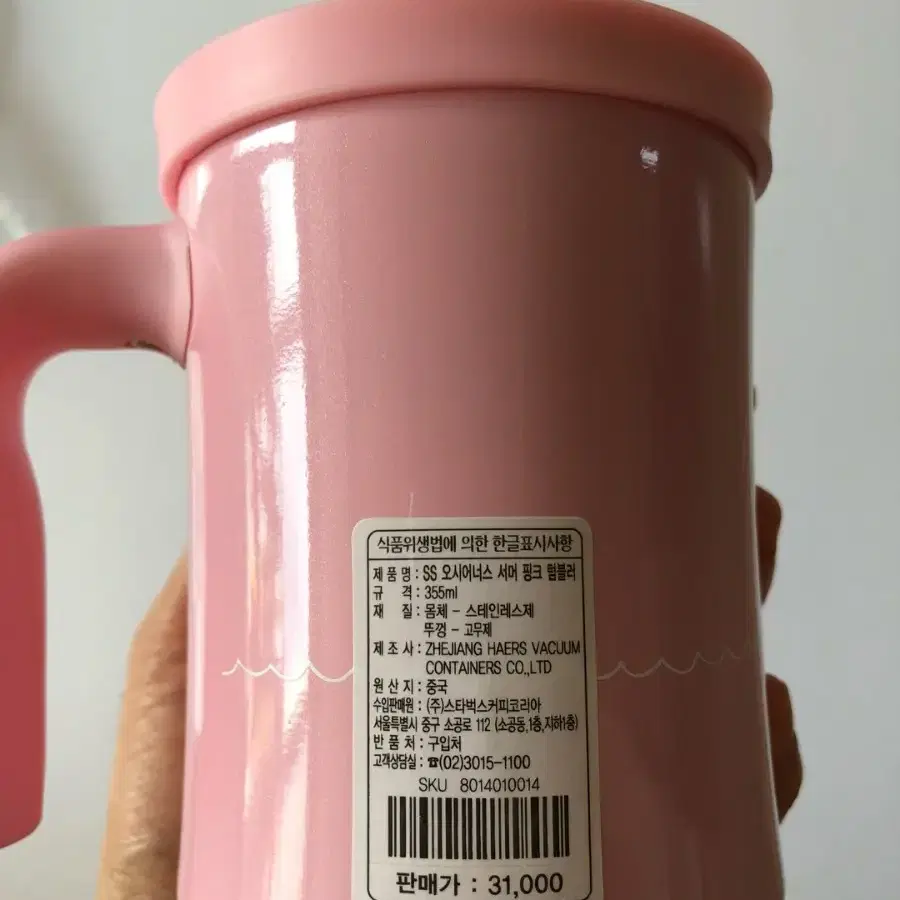 식품위생법에 의한 한글표시사항
제 품 명 : SS 오시어너스 서머 핑크 텀블러
규 격 : 355ml
재 질 : 몸체 - 스테인레스제
뚜껑 - 고무제
제 조 사 : ZHEJIANG HAERS VACUUM
CONTAINERS CO.,LTD
원 산 지 : 중국
수입판매원 : (주)스타벅스커피코리아
서울특별시 중구 소공로 112 (소공동,1층,지하1층)
반 품 처 : 구입처
고객상담실 : ☎(02)3015-1100
SKU 8014010014
판매가 : 31,000